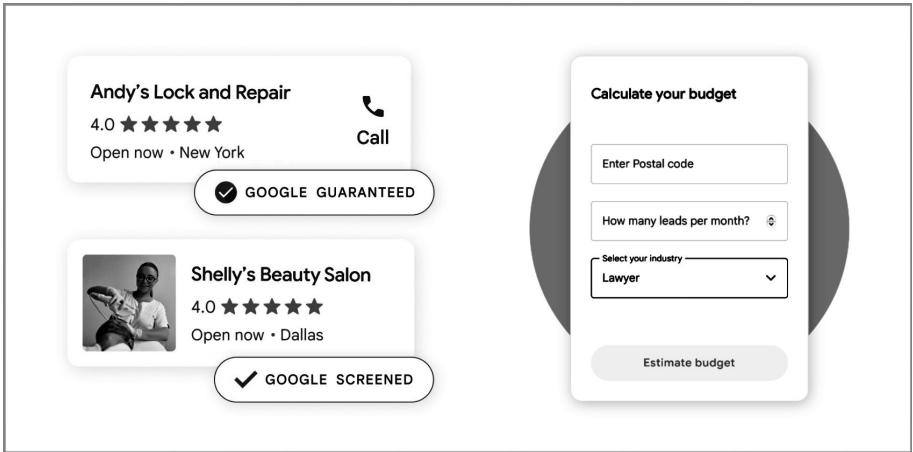 Andy's Lock and Repair
4.0 ★★★★★
Open now • New York
Call
GOOGLE GUARANTEED
Shelly's Beauty Salon
4.0 ★★★★★
Open now • Dallas
GOOGLE SCREENED
Calculate your budget
Enter Postal code
How many leads per month?
Select your industry
Lawyer
Estimate budget